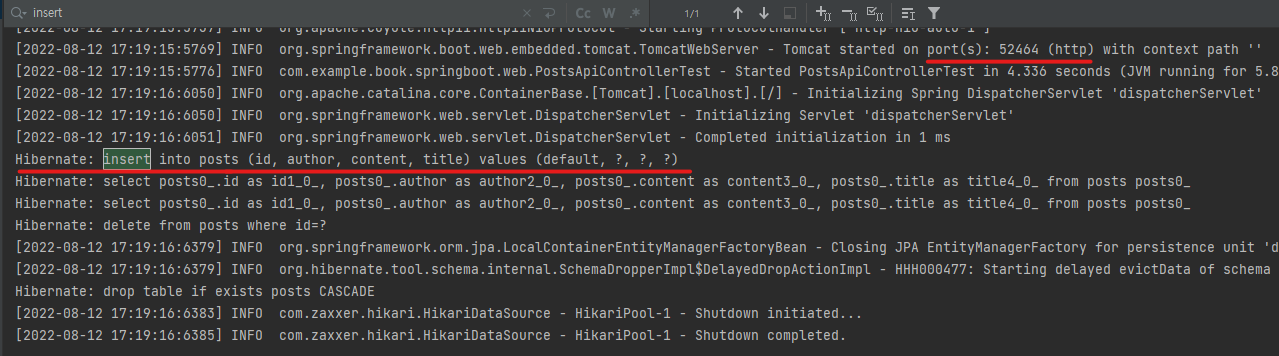 insert
Cc W .* 1/1
[2022-08-12 17:19:15:5757] INFO org.apache.coyote.http11.Http11NioProtocol - Starting ProtocolHandler ["http-nio-auto-1"]
[2022-08-12 17:19:15:5769] INFO org.springframework.boot.web.embedded.tomcat.TomcatWebServer - Tomcat started on port(s): 52464 (http) with context path ''
[2022-08-12 17:19:15:5776] INFO com.example.book.springboot.web.PostsApiControllerTest - Started PostsApiControllerTest in 4.336 seconds (JVM running for 5.8
[2022-08-12 17:19:16:6050] INFO org.apache.catalina.core.ContainerBase.[Tomcat].[localhost].[/] - Initializing Spring DispatcherServlet 'dispatcherServlet'
[2022-08-12 17:19:16:6050] INFO org.springframework.web.servlet.DispatcherServlet - Initializing Servlet 'dispatcherServlet'
[2022-08-12 17:19:16:6051] INFO org.springframework.web.servlet.DispatcherServlet - Completed initialization in 1 ms
Hibernate: insert into posts (id, author, content, title) values (default, ?, ?, ?)
Hibernate: select posts0_.id as id1_0_, posts0_.author as author2_0_, posts0_.content as content3_0_, posts0_.title as title4_0_ from posts posts0_
Hibernate: select posts0_.id as id1_0_, posts0_.author as author2_0_, posts0_.content as content3_0_, posts0_.title as title4_0_ from posts posts0_
Hibernate: delete from posts where id=?
[2022-08-12 17:19:16:6379] INFO org.springframework.orm.jpa.LocalContainerEntityManagerFactoryBean - Closing JPA EntityManagerFactory for persistence unit 'd
[2022-08-12 17:19:16:6379] INFO org.hibernate.tool.schema.internal.SchemaDropperImpl$DelayedDropActionImpl - HHH000477: Starting delayed evictData of schema
Hibernate: drop table if exists posts CASCADE
[2022-08-12 17:19:16:6383] INFO com.zaxxer.hikari.HikariDataSource - HikariPool-1 - Shutdown initiated...
[2022-08-12 17:19:16:6385] INFO com.zaxxer.hikari.HikariDataSource - HikariPool-1 - Shutdown completed.